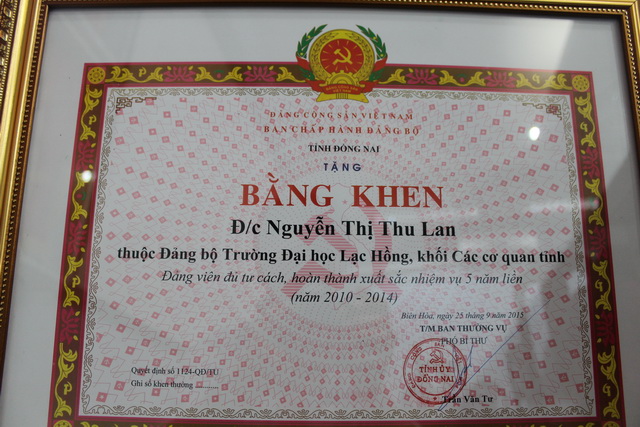 ĐẢNG CỘNG SẢN VIỆT NAM
BAN CHẤP HÀNH ĐẢNG BỘ
TỈNH ĐỒNG NAI
TẶNG
BẰNG KHEN
Đ/c Nguyễn Thị Thu Lan
thuộc Đảng bộ Trường Đại học Lạc Hồng, khối Các cơ quan tỉnh
Đảng viên đủ tư cách, hoàn thành xuất sắc nhiệm vụ 5 năm liền
(năm 2010 - 2014)
Biên Hòa, ngày 25 tháng 9 năm 2015
T/M BAN THƯỜNG VỤ
PHÓ BÍ THƯ
TỈNH ỦY
ĐỒNG NAI
Quyết định số 1124-QĐ/TU
Ghi sổ khen thưởng ...........
Trần Văn Tư